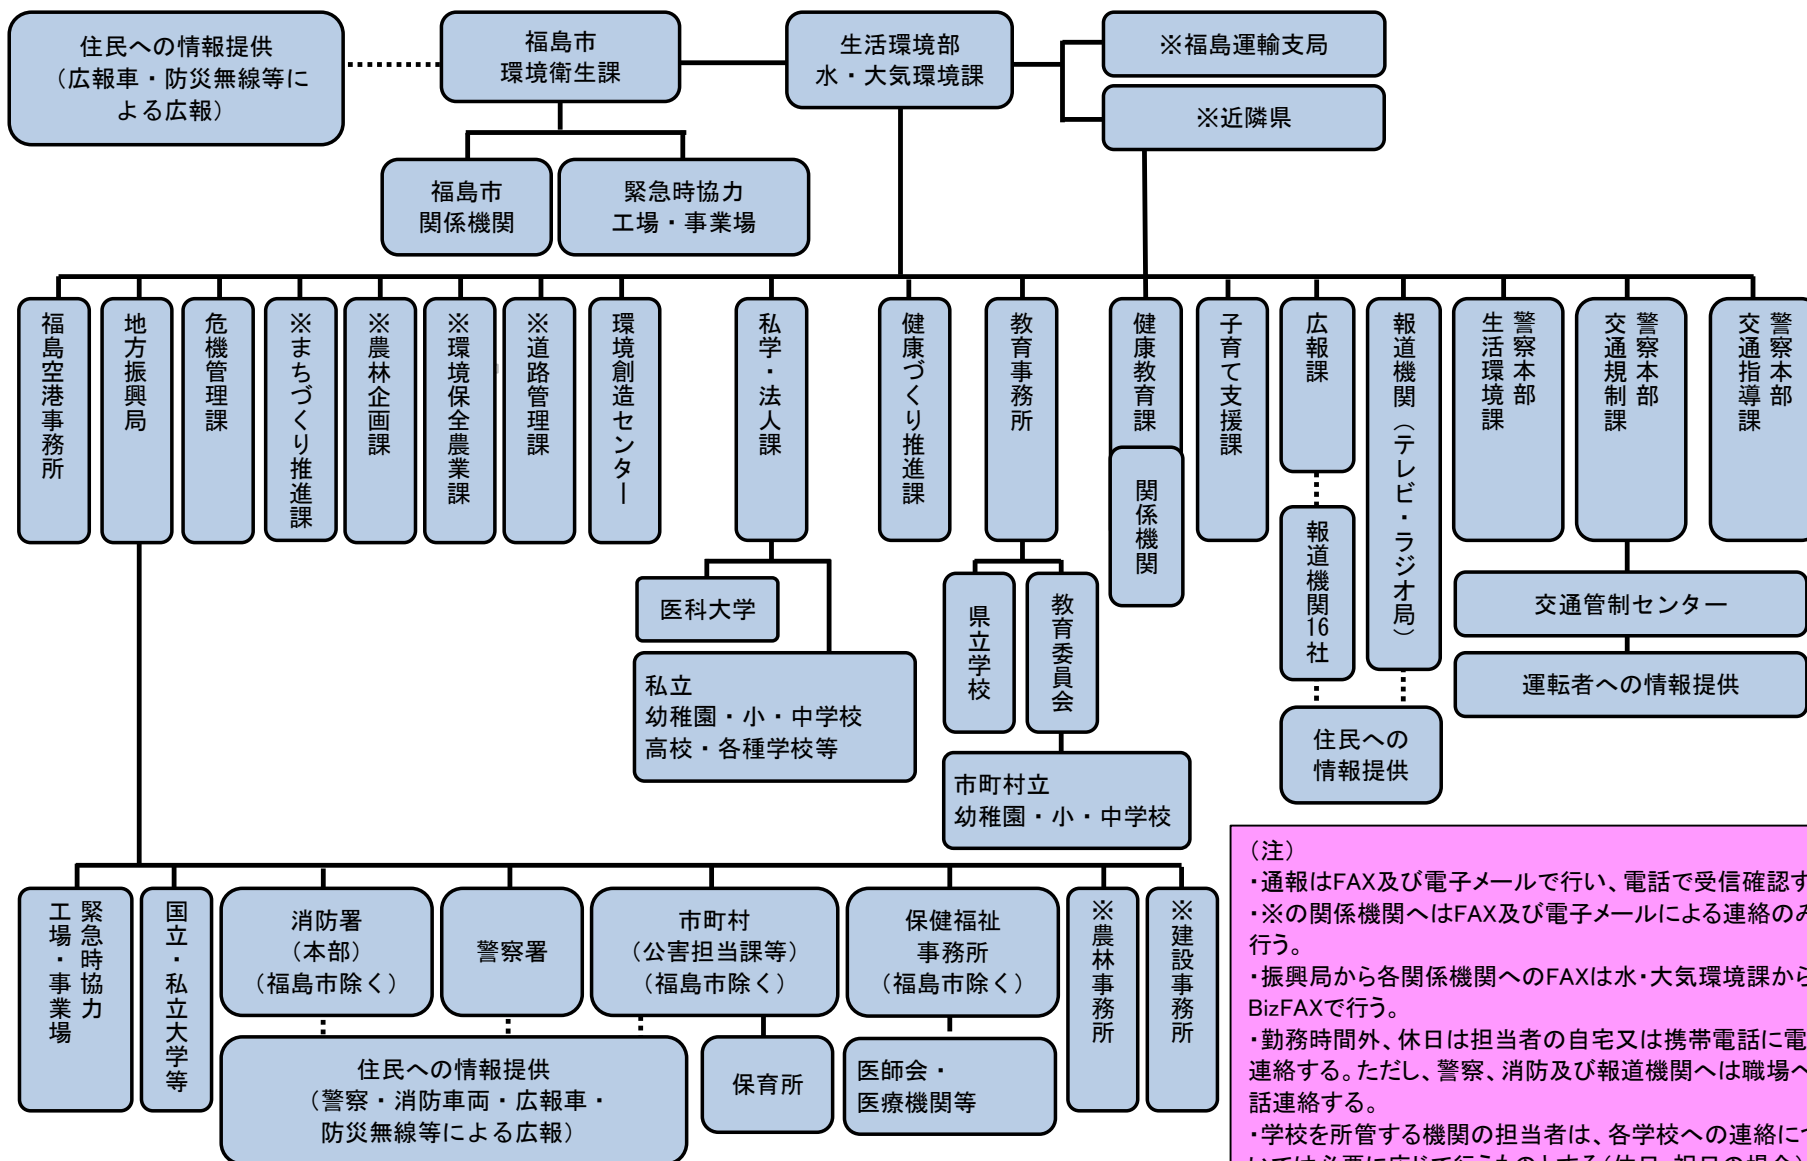 住民への情報提供
（広報車・防災無線等に
よる広報）
福島市
環境衛生課
生活環境部
水・大気環境課
※福島運輸支局
※近隣県
福島市
関係機関
緊急時協力
工場・事業場
福島空港事務所
地方振興局
危機管理課
※まちづくり推進課
※農林企画課
※環境保全農業課
※道路管理課
環境創造センター
私学・法人課
健康づくり推進課
教育事務所
健康教育課
関係機関
子育て支援課
広報課
報道機関（テレビ・ラジオ局）
警察本部
生活環境課
警察本部
交通規制課
警察本部
交通指導課
医科大学
私立
幼稚園・小・中学校
高校・各種学校等
県立学校
教育委員会
市町村立
幼稚園・小・中学校
報道機関16社
住民への
情報提供
交通管制センター
運転者への情報提供
緊急時協力
工場・事業場
国立・私立大学等
消防署
（本部）
（福島市除く）
警察署
市町村
（公害担当課等）
（福島市除く）
保健福祉
事務所
（福島市除く）
※農林事務所
※建設事務所
住民への情報提供
（警察・消防車両・広報車・
防災無線等による広報）
保育所
医師会・
医療機関等
（注）
・通報はFAX及び電子メールで行い、電話で受信確認す
・※の関係機関へはFAX及び電子メールによる連絡のみ
行う。
・振興局から各関係機関へのFAXは水・大気環境課から
BizFAXで行う。
・勤務時間外、休日は担当者の自宅又は携帯電話に電
連絡する。ただし、警察、消防及び報道機関へは職場へ
話連絡する。
・学校を所管する機関の担当者は、各学校への連絡につ
いては必要に応じて行うものとする（休日、祝日の場合）